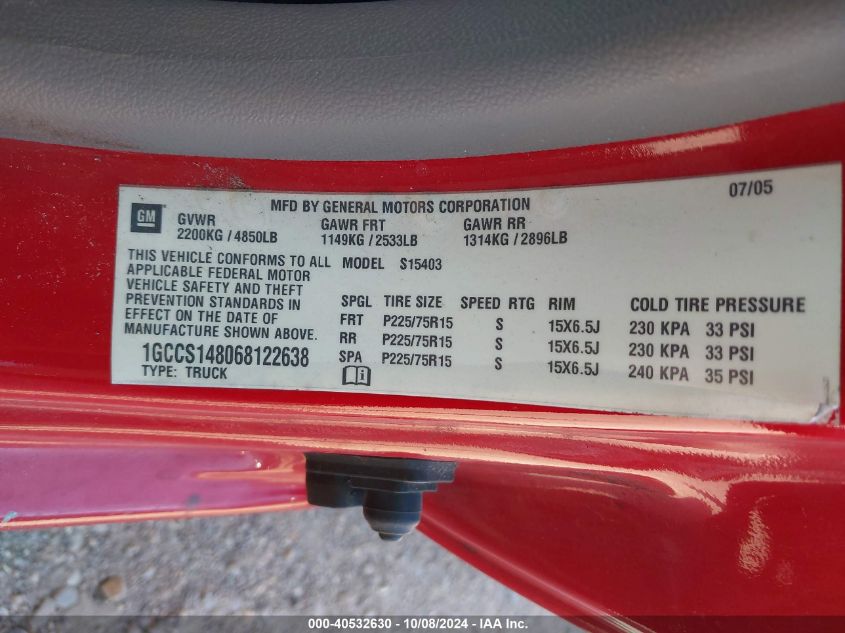 MFD BY GENERAL MOTORS CORPORATION 07/05
GM GVWR GAWR FRT GAWR RR
2200KG / 4850LB 1149KG / 2533LB 1314KG / 2896LB
THIS VEHICLE CONFORMS TO ALL
APPLICABLE FEDERAL MOTOR
VEHICLE SAFETY AND THEFT
PREVENTION STANDARDS IN
EFFECT ON THE DATE OF
MANUFACTURE SHOWN ABOVE.
1GCCS148068122638
TYPE: TRUCK
MODEL S15403
SPGL TIRE SIZE SPEED RTG RIM COLD TIRE PRESSURE
FRT P225/75R15 S 15X6.5J 230 KPA 33 PSI
RR P225/75R15 S 15X6.5J 230 KPA 33 PSI
SPA P225/75R15 S 15X6.5J 240 KPA 35 PSI
000-40532630 - 10/08/2024 - IAA Inc.